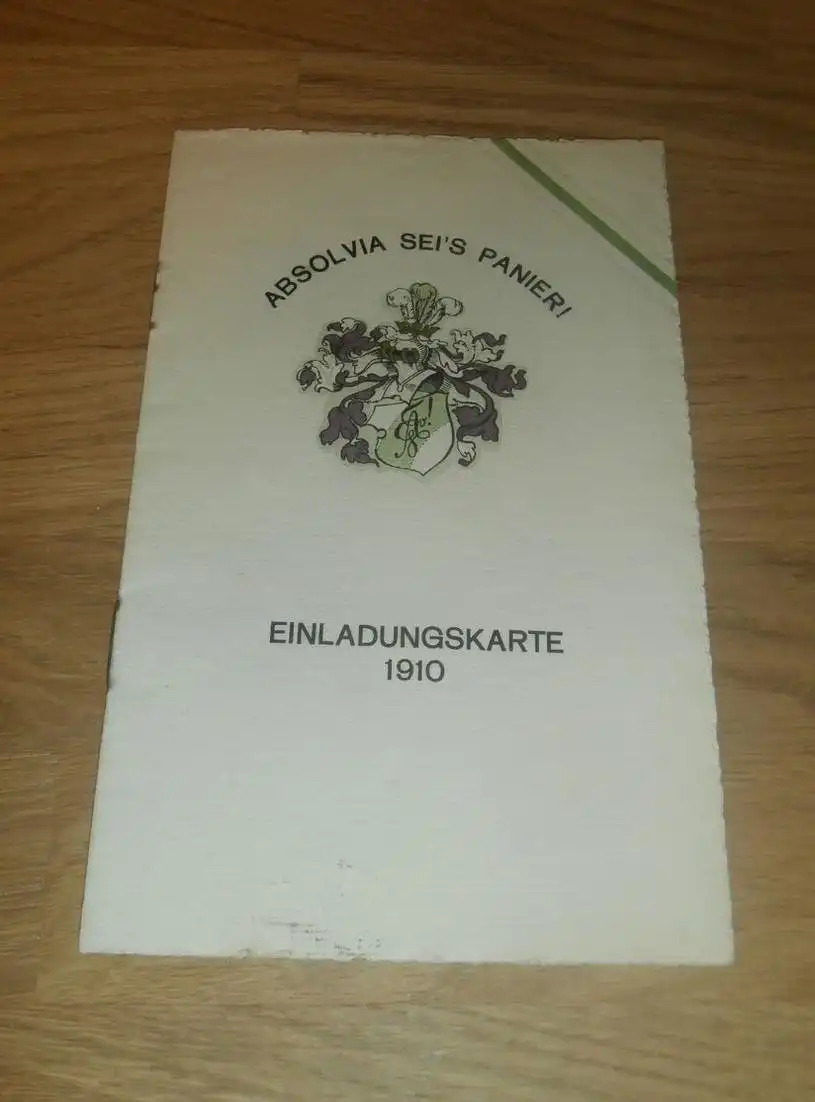 ABSOLVIA SEI'S PANIER!
EINLADUNGSKARTE
1910